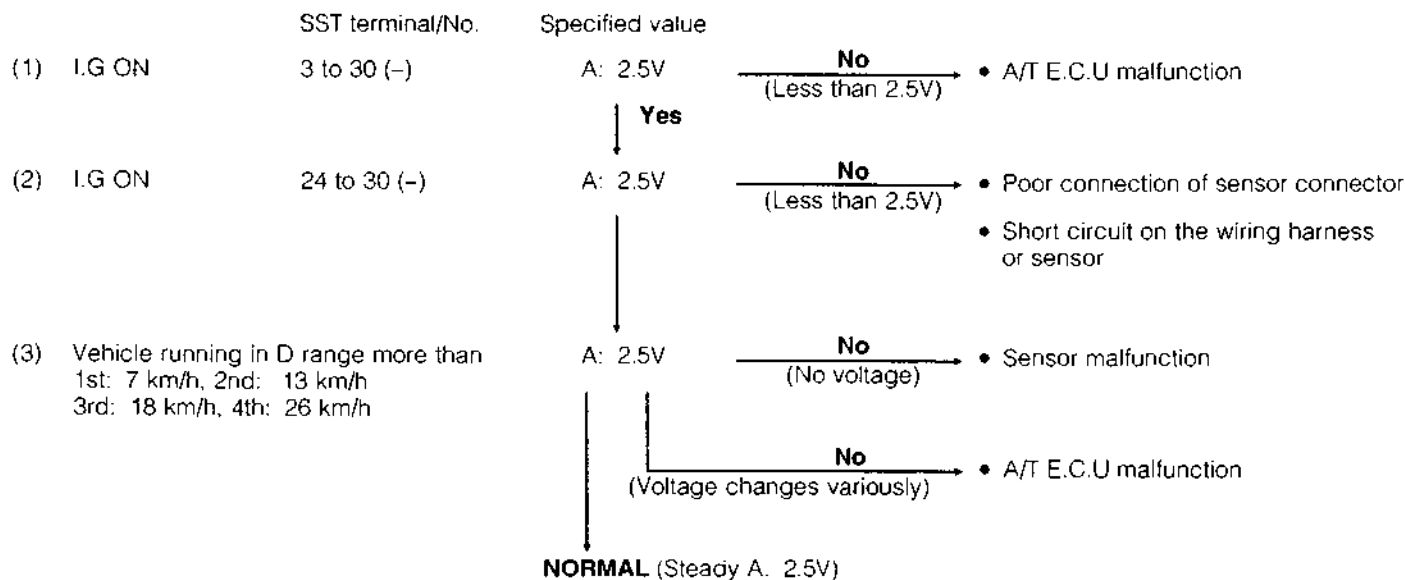 SST terminal/No. Specified value
(1) I.G ON 3 to 30 (–) A: 2.5V No • A/T E.C.U malfunction
(Less than 2.5V)
Yes
(2) I.G ON 24 to 30 (–) A: 2.5V No • Poor connection of sensor connector
(Less than 2.5V)
• Short circuit on the wiring harness
or sensor
(3) Vehicle running in D range more than A: 2.5V No • Sensor malfunction
1st: 7 km/h, 2nd: 13 km/h (No voltage)
3rd: 18 km/h, 4th: 26 km/h
No • A/T E.C.U malfunction
(Voltage changes variously)
NORMAL (Steady A. 2.5V)